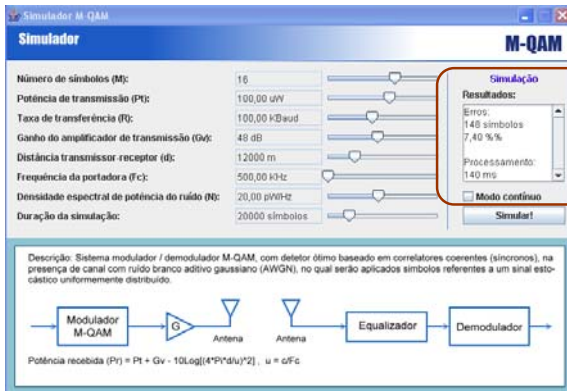 Simulador M-QAM
Simulador
M-QAM
Número de símbolos (M):
16
Potência de transmissão (Pt):
100,00 uW
Taxa de transferência (R):
100,00 kBaud
Ganho do amplificador de transmissão (Gv):
48 dB
Distância transmissor-receptor (d):
12000 m
Frequência da portadora (Fc):
500,00 KHz
Densidade espectral de potência do ruído (N):
20,00 pW/Hz
Duração da simulação:
20000 símbolos
Simulação
Resultados:
Erros:
148 símbolos
7,40 %%
Processamento:
140 ms
Modo contínuo
Simular!
Descrição: Sistema modulador / demodulador M-QAM, com detetor ótimo baseado em correlatores coerentes (síncronos), na
presença de canal com ruído branco aditivo gaussiano (AWGN), no qual serão aplicados símbolos referentes a um sinal esto-
cástico uniformemente distribuído.
Modulador
M-QAM
G
Antena
Antena
Equalizador
Demodulador
Potência recebida (Pr) = Pt + Gv - 10Log[(4*Pi*d/u)^2] , u = c/Fc